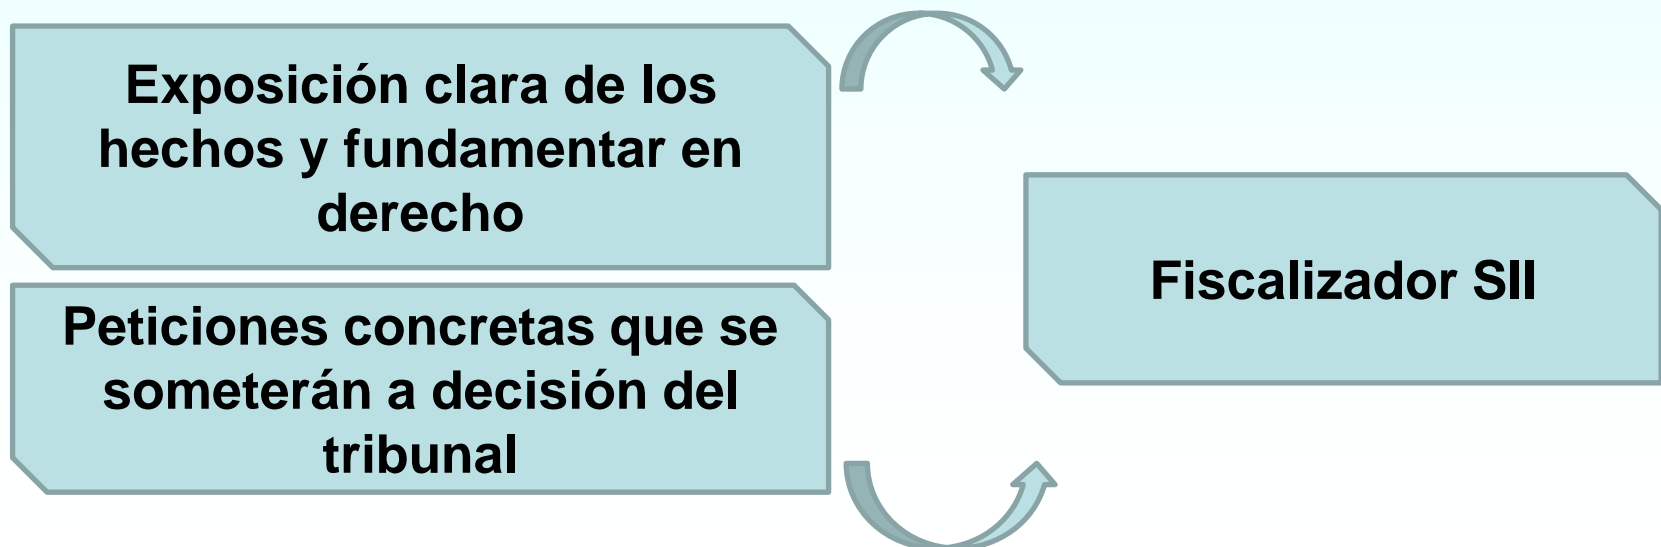 Exposición clara de los
hechos y fundamentar en
derecho
Peticiones concretas que se
someterán a decisión del
tribunal
Fiscalizador SII